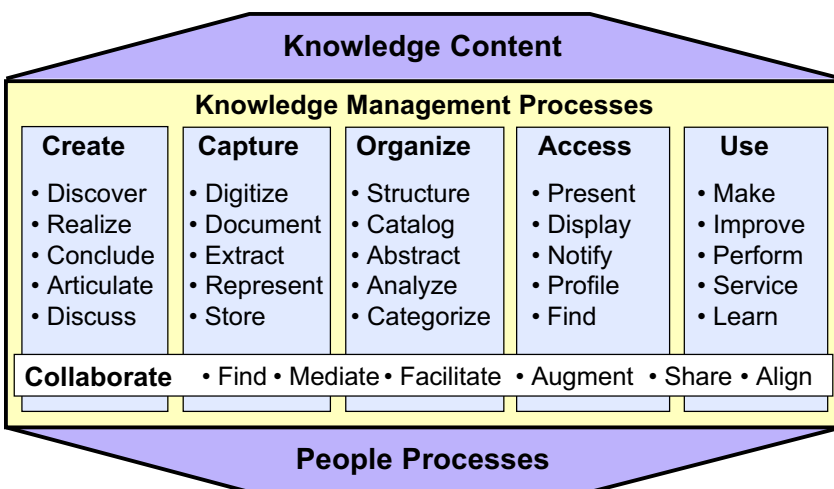 Knowledge Content
Knowledge Management Processes
Create
• Discover
• Realize
• Conclude
• Articulate
• Discuss
Capture
• Digitize
• Document
• Extract
• Represent
• Store
Organize
• Structure
• Catalog
• Abstract
• Analyze
• Categorize
Access
• Present
• Display
• Notify
• Profile
• Find
Use
• Make
• Improve
• Perform
• Service
• Learn
Collaborate • Find • Mediate • Facilitate • Augment • Share • Align
People Processes